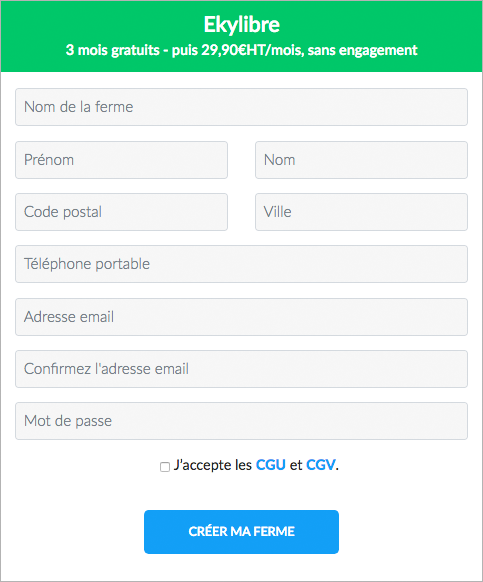 Ekylibre
3 mois gratuits - puis 29,90€HT/mois, sans engagement
Nom de la ferme
Prénom
Nom
Code postal
Ville
Téléphone portable
Adresse email
Confirmez l'adresse email
Mot de passe
J'accepte les CGU et CGV.
CRÉER MA FERME